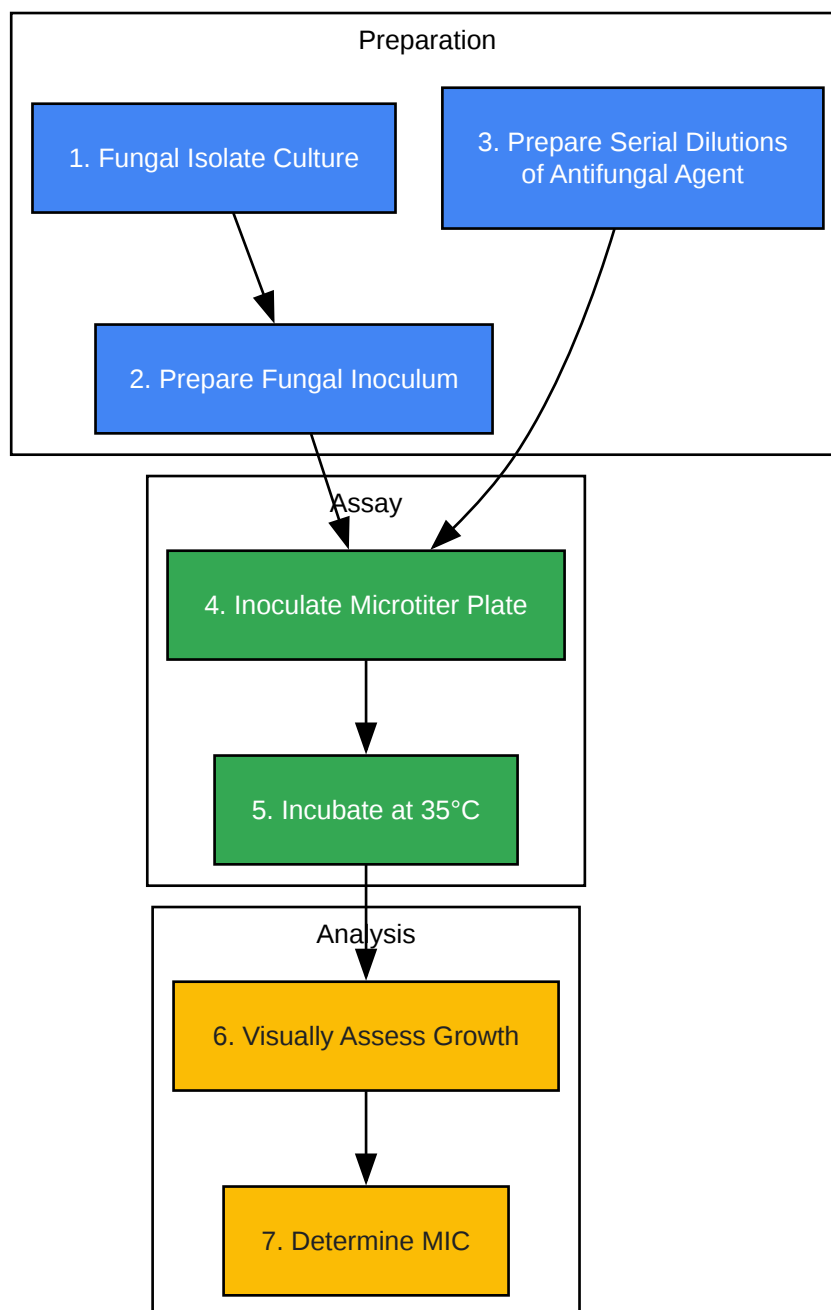 Preparation
1. Fungal Isolate Culture
3. Prepare Serial Dilutions
of Antifungal Agent
2. Prepare Fungal Inoculum
Assay
4. Inoculate Microtiter Plate
5. Incubate at 35°C
Analysis
6. Visually Assess Growth
7. Determine MIC